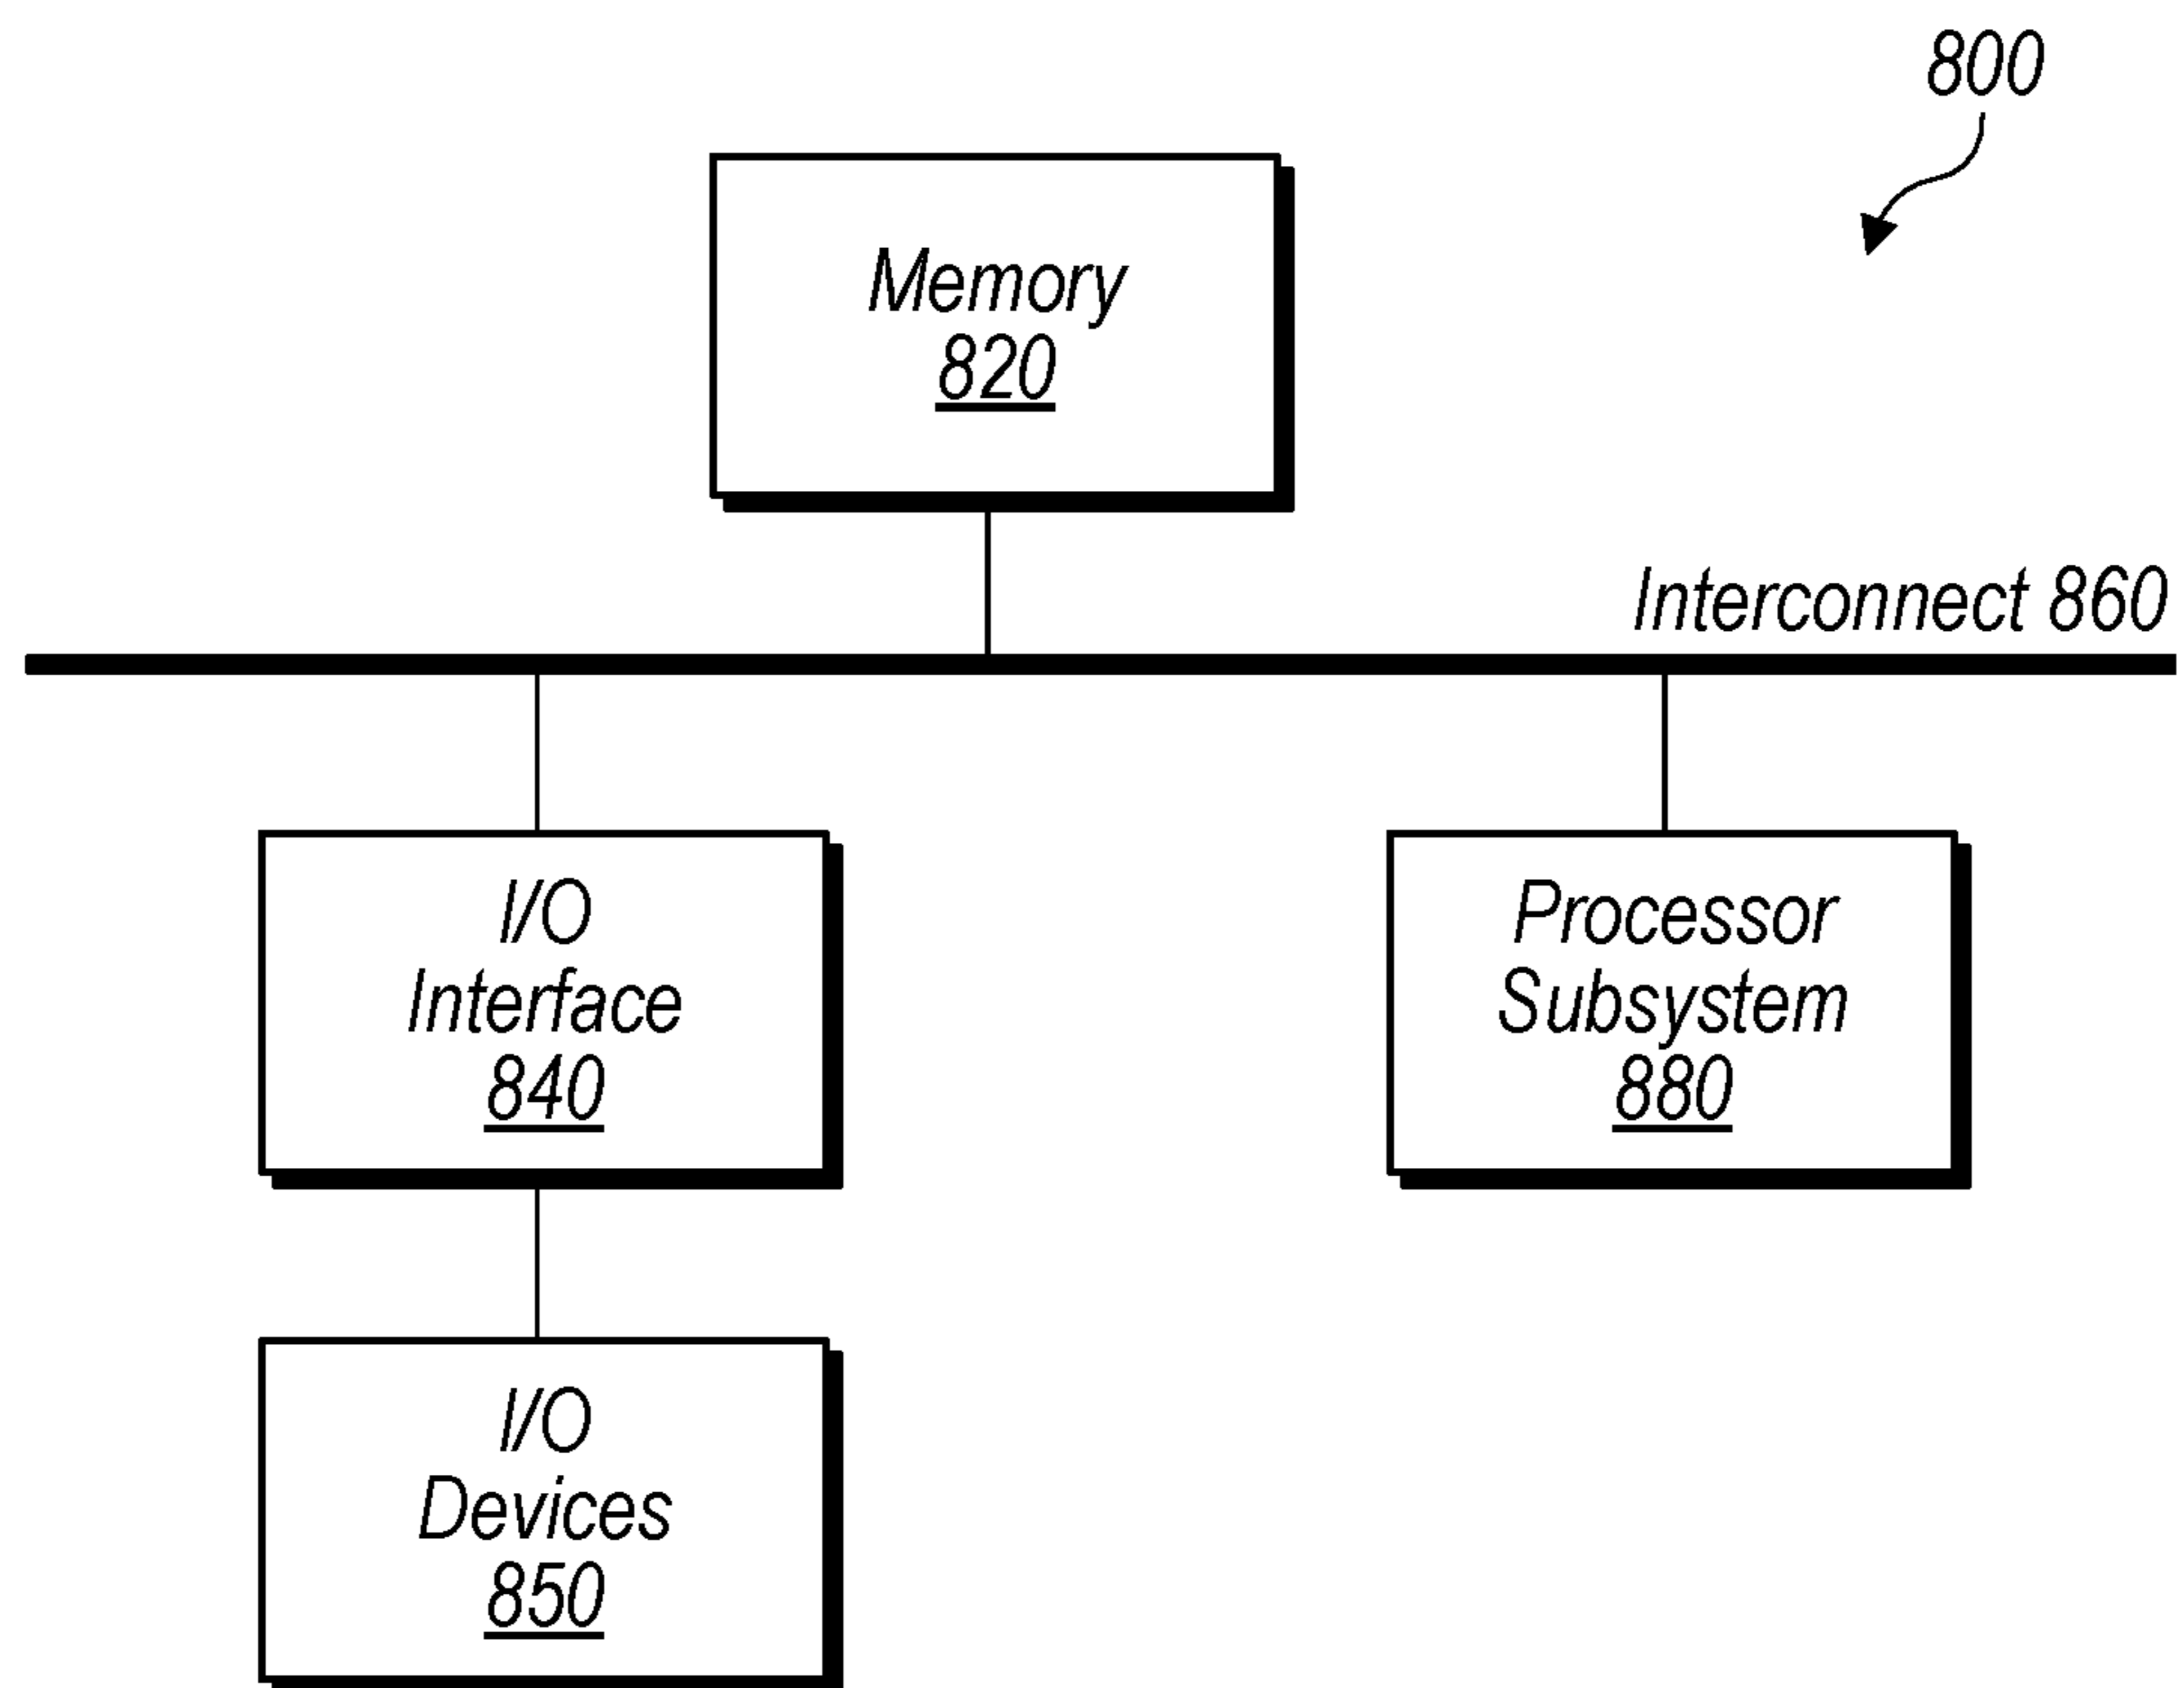 800
Memory
820
Interconnect 860
I/O
Interface
840
Processor
Subsystem
880
I/O
Devices
850